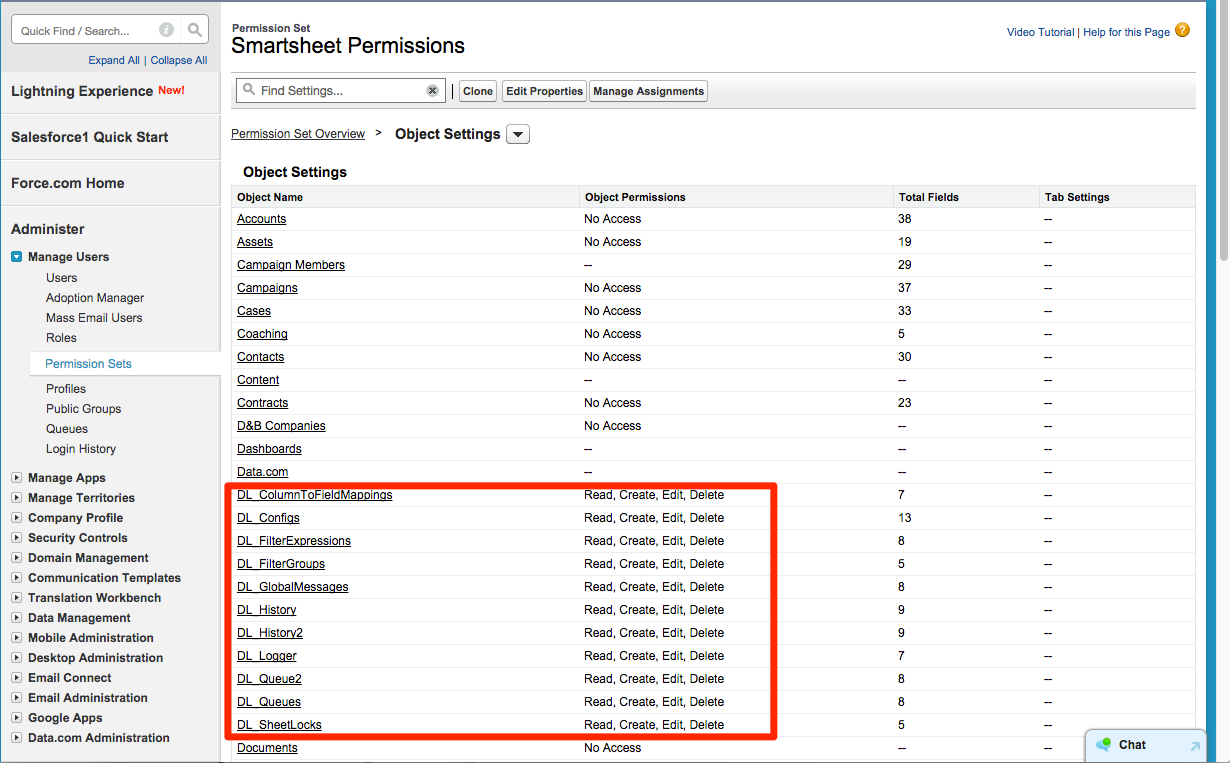 Quick Find / Search...
Expand All | Collapse All
Lightning Experience New!
Salesforce1 Quick Start
Force.com Home
Administer
Manage Users
Users
Adoption Manager
Mass Email Users
Roles
Permission Sets
Profiles
Public Groups
Queues
Login History
Manage Apps
Manage Territories
Company Profile
Security Controls
Domain Management
Communication Templates
Translation Workbench
Data Management
Mobile Administration
Desktop Administration
Email Connect
Email Administration
Google Apps
Data.com Administration
Permission Set
Smartsheet Permissions
Video Tutorial | Help for this Page ?
Find Settings... | Clone Edit Properties Manage Assignments
Permission Set Overview > Object Settings
Object Settings
Object Name Object Permissions Total Fields Tab Settings
Accounts No Access 38 --
Assets No Access 19 --
Campaign Members -- 29 --
Campaigns No Access 37 --
Cases No Access 33 --
Coaching No Access 5 --
Contacts No Access 30 --
Content -- -- --
Contracts No Access 23 --
D&B Companies No Access -- --
Dashboards -- -- --
Data.com -- -- --
DL_ColumnToFieldMappings Read, Create, Edit, Delete 7 --
DL_Configs Read, Create, Edit, Delete 13 --
DL_FilterExpressions Read, Create, Edit, Delete 8 --
DL_FilterGroups Read, Create, Edit, Delete 5 --
DL_GlobalMessages Read, Create, Edit, Delete 8 --
DL_History Read, Create, Edit, Delete 9 --
DL_History2 Read, Create, Edit, Delete 9 --
DL_Logger Read, Create, Edit, Delete 7 --
DL_Queue2 Read, Create, Edit, Delete 8 --
DL_Queues Read, Create, Edit, Delete 8 --
DL_SheetLocks Read, Create, Edit, Delete 5 --
Documents No Access -- --
Chat